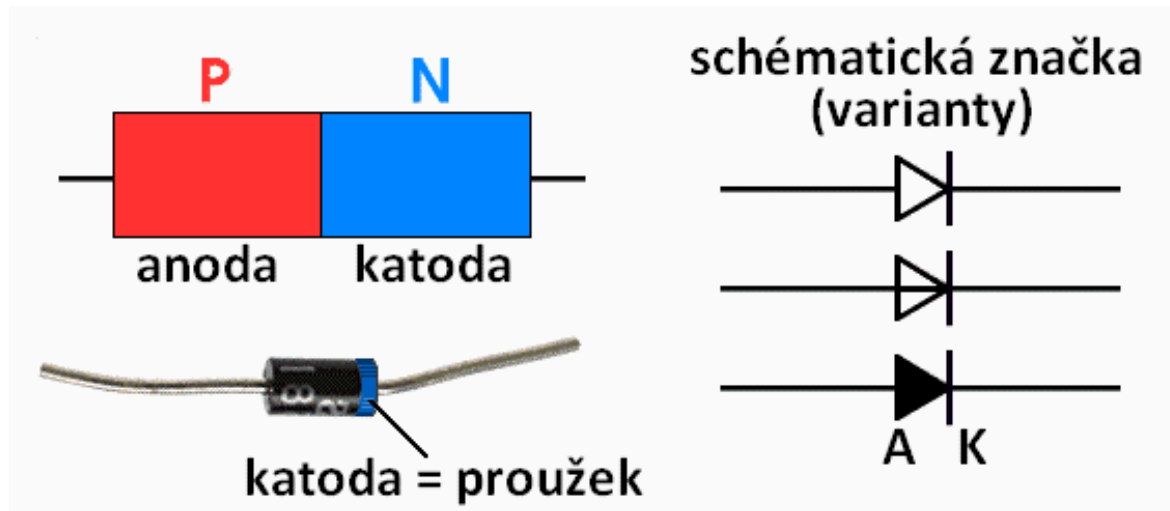 P N
anoda katoda
katoda = proužek
schématická značka
(varianty)
A K